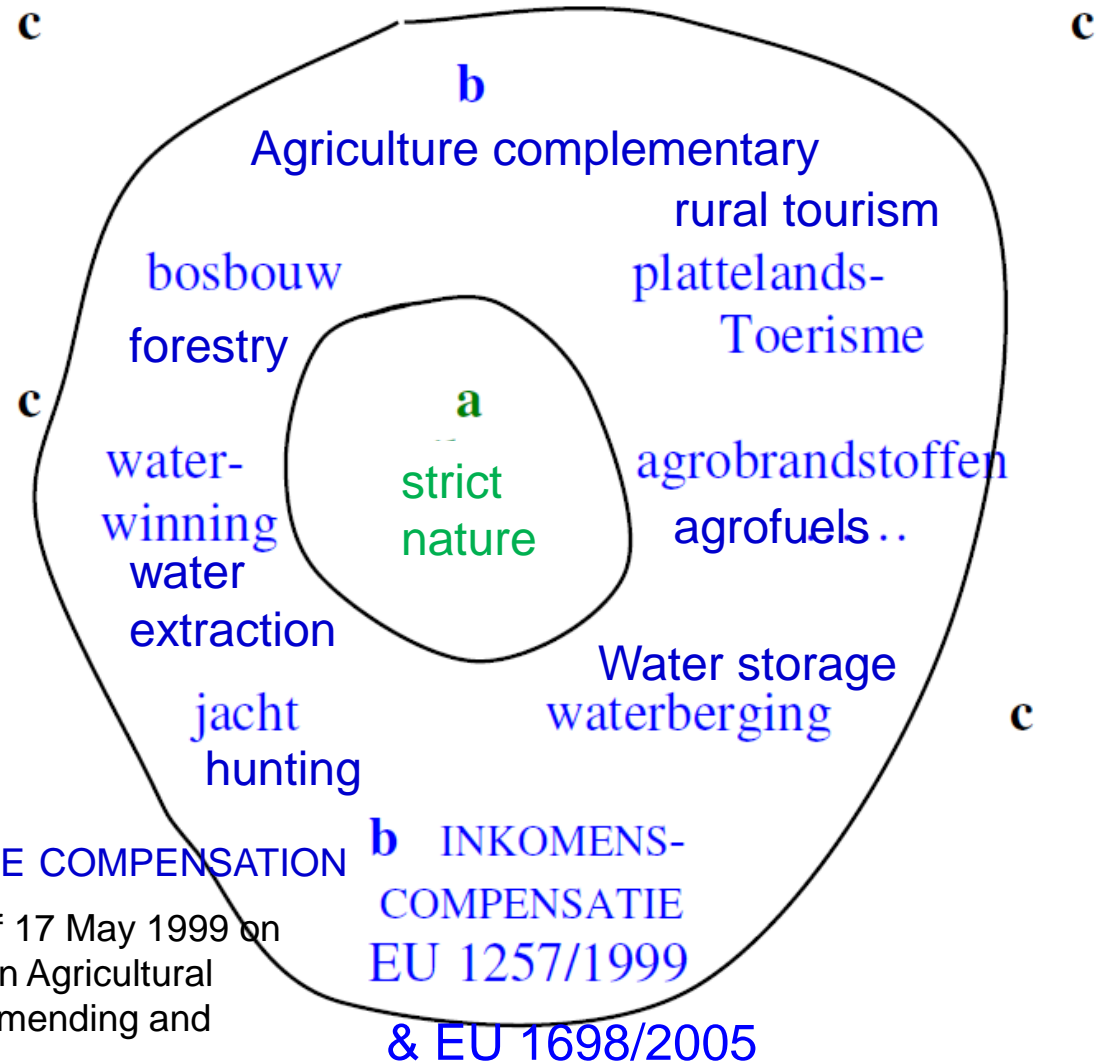 c
c
b
Agriculture complementary
rural tourism
bosbouw
plattelands-
Toerisme
forestry
c
a
water-
winning
strict
nature
agrobrandstoffen
agrofuels
water
extraction
Water storage
jacht
waterberging
c
hunting
b INKOMENS-
E COMPENSATION
COMPENSATIE
17 May 1999 on
EU 1257/1999
n Agricultural
mending and
& EU 1698/2005